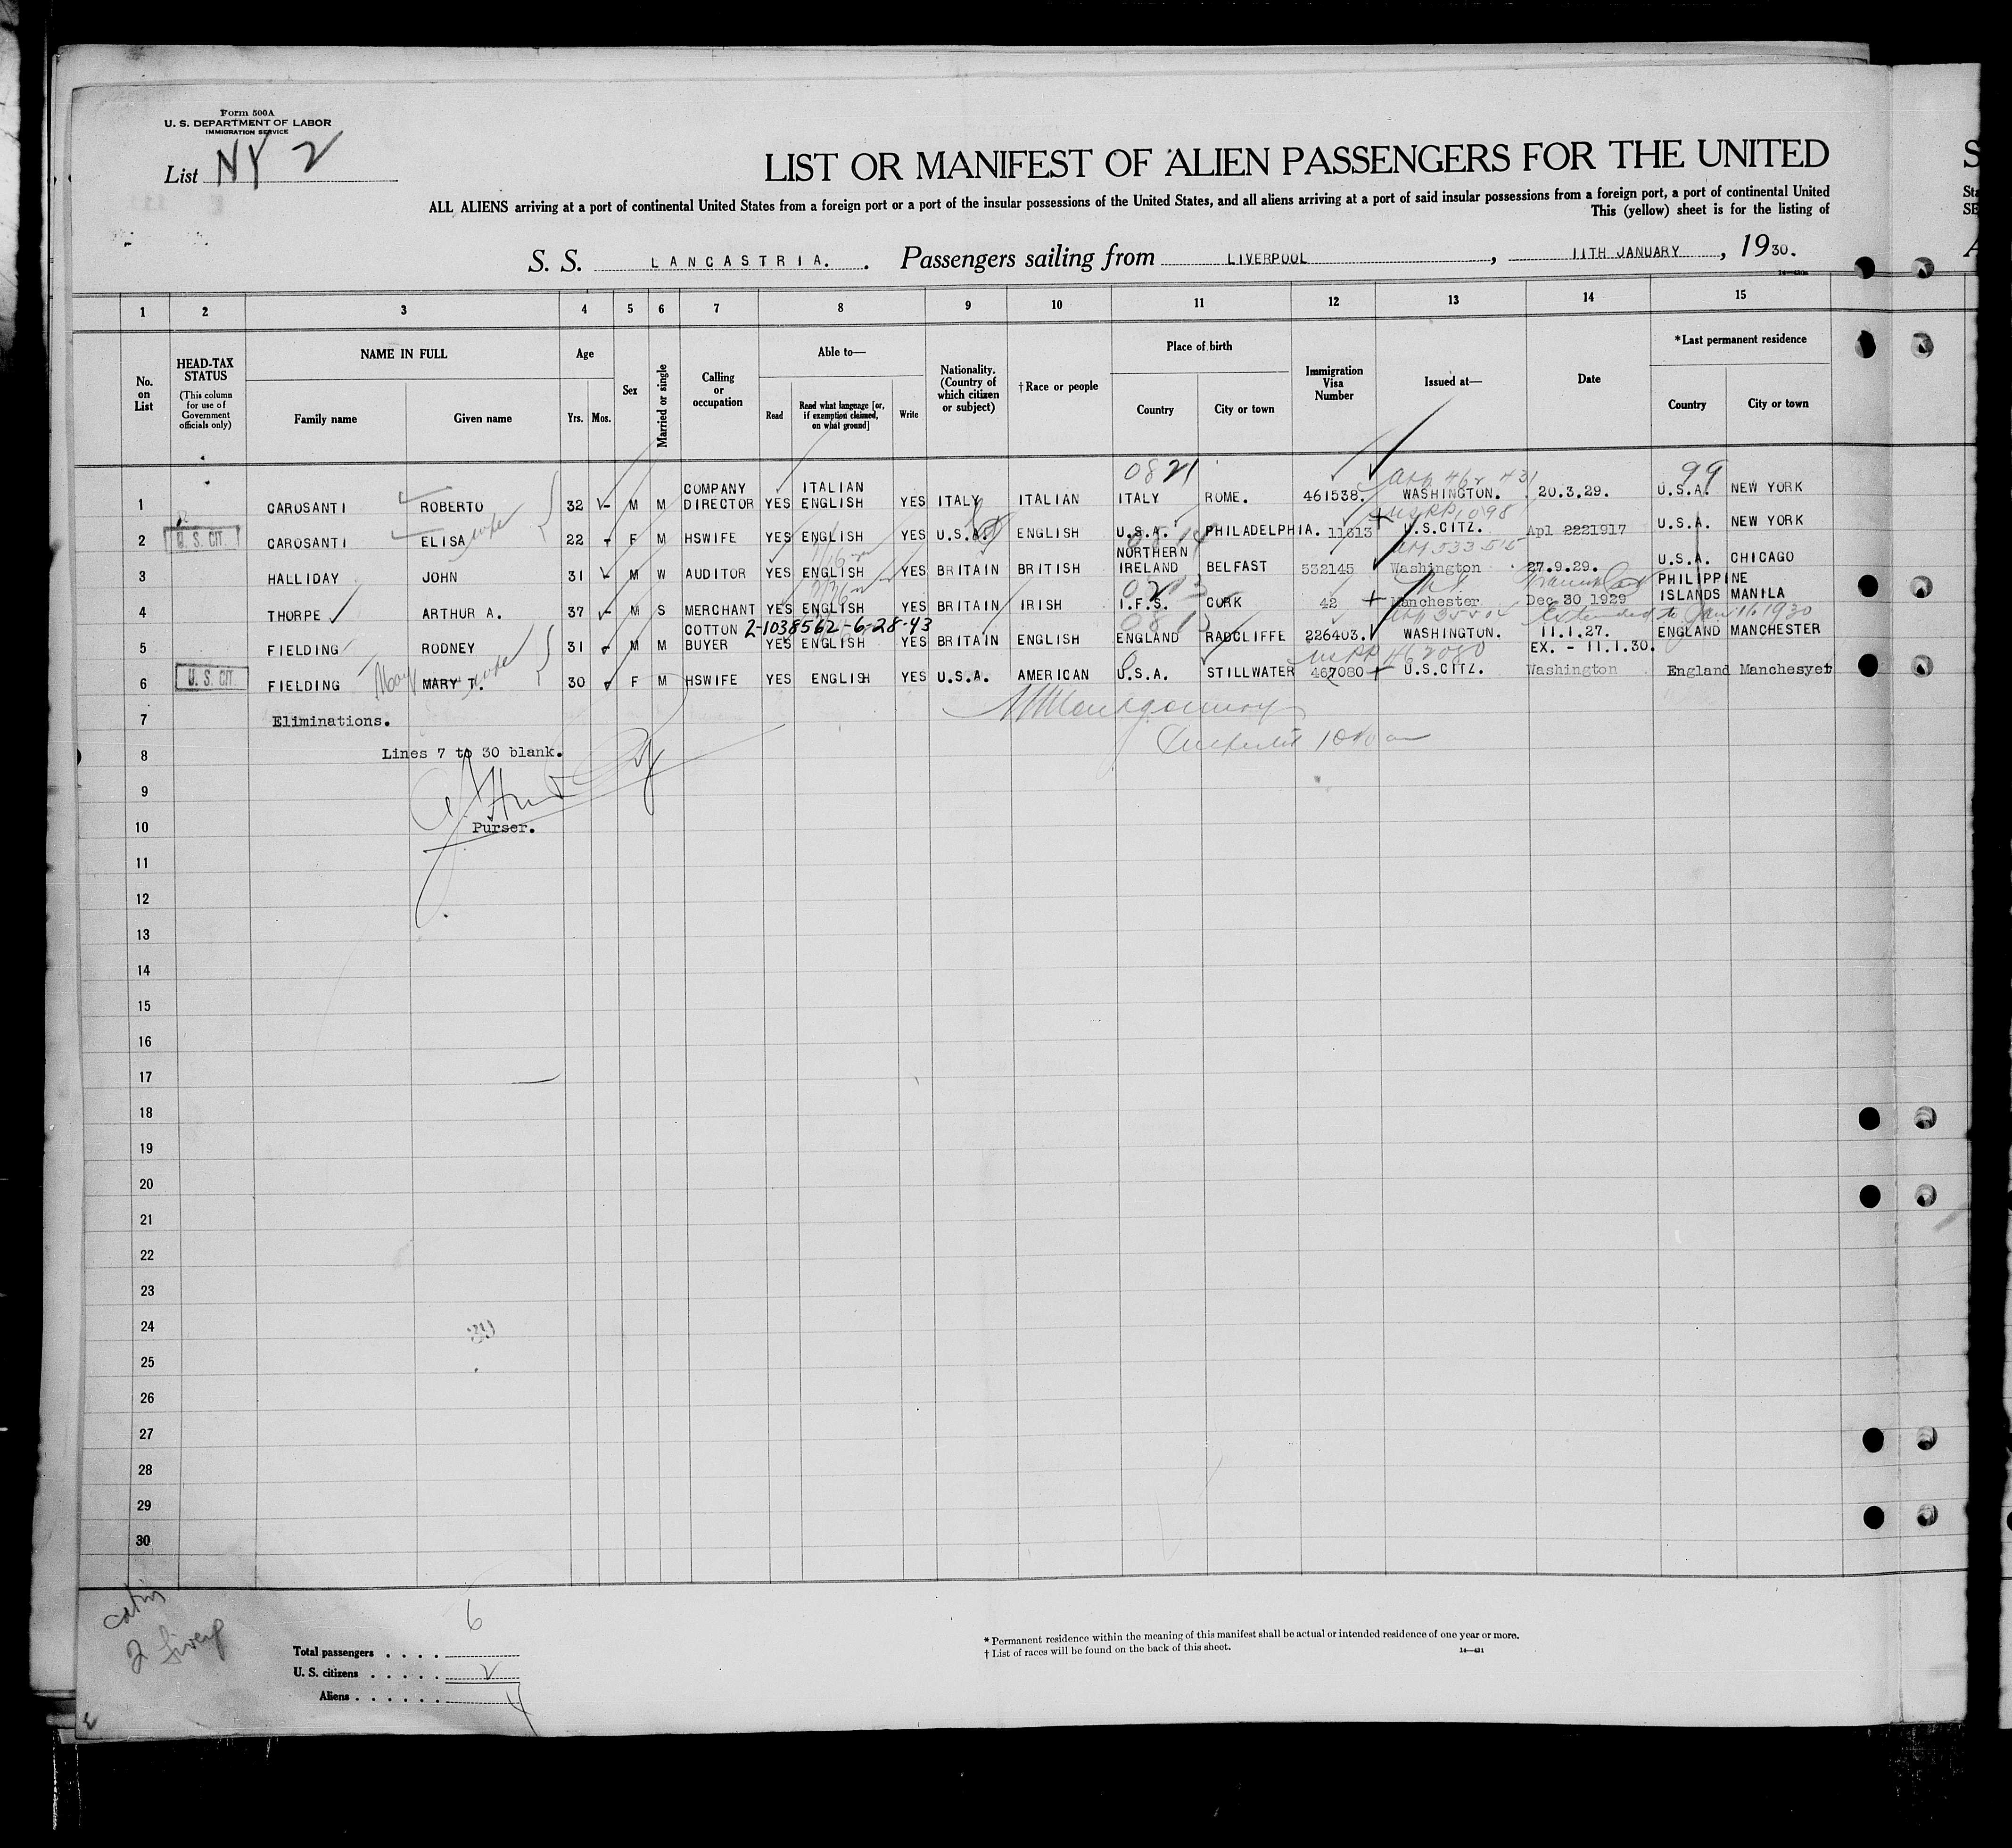 Form 500A
U. S. DEPARTMENT OF LABOR
IMMIGRATION SERVICE
List NY 2
LIST OR MANIFEST OF ALIEN PASSENGERS FOR THE UNITED
ALL ALIENS arriving at a port of continental United States from a foreign port or a port of the insular possessions of the United States, and all aliens arriving at a port of said insular possessions from a foreign port, a port of continental United
This (yellow) sheet is for the listing of
S. S. LANCASTRIA. Passengers sailing from LIVERPOOL, 11TH JANUARY, 1930.
1 2 3 4 5 6 7 8 9 10 11 12 13 14 15
No. on List
HEAD-TAX STATUS
(This column for use of Government officials only)
NAME IN FULL
Family name Given name
Age
Yrs. Mos.
Sex
Married or single
Calling or occupation
Able to—
Read
Read what language [or, if exemption claimed, on what ground]
Write
Nationality. (Country of which citizen or subject)
†Race or people
Place of birth
Country City or town
Immigration Visa Number
Issued at—
Date
*Last permanent residence
Country City or town
0821 99
1 CAROSANTI ROBERTO 32 M M COMPANY DIRECTOR YES ITALIAN ENGLISH YES ITALY ITALIAN ITALY ROME. 461538. WASHINGTON. 20.3.29. U.S.A. NEW YORK
2 U. S. CIT. CAROSANTI ELISA wife 22 F M HSWIFE YES ENGLISH YES U.S.A. ENGLISH U.S.A. PHILADELPHIA. 11613 U.S.CITZ. Apl 2221917 U.S.A. NEW YORK
3 HALLIDAY JOHN 31 M W AUDITOR YES ENGLISH YES BRITAIN BRITISH NORTHERN IRELAND BELFAST 532145 Washington 27.9.29. U.S.A. CHICAGO
4 THORPE ARTHUR A. 37 M S MERCHANT YES ENGLISH YES BRITAIN IRISH I.F.S. CORK 42 Manchester Dec 30 1929 PHILIPPINE ISLANDS MANILA
2-1038562-6-28-43
Extended to Jan 11, 1930
5 FIELDING RODNEY 31 M M COTTON BUYER YES ENGLISH YES BRITAIN ENGLISH ENGLAND RADCLIFFE 226403. WASHINGTON. 11.1.27. EX. - 11.1.30. ENGLAND MANCHESTER
6 U. S. CIT. FIELDING Mary MARY T. wife 30 F M HSWIFE YES ENGLISH YES U.S.A. AMERICAN U.S.A. STILLWATER 467080 U.S.CITZ. Washington England Manchesyet
7 Eliminations.
8 Lines 7 to 30 blank.
9
10 Purser.
11
12
13
14
15
16
17
18
19
20
21
22
23
24
25
26
27
28
29
30
Total passengers . . . . 6
U. S. citizens . . . . . 2
Aliens . . . . . . 4
* Permanent residence within the meaning of this manifest shall be actual or intended residence of one year or more.
† List of races will be found on the back of this sheet.